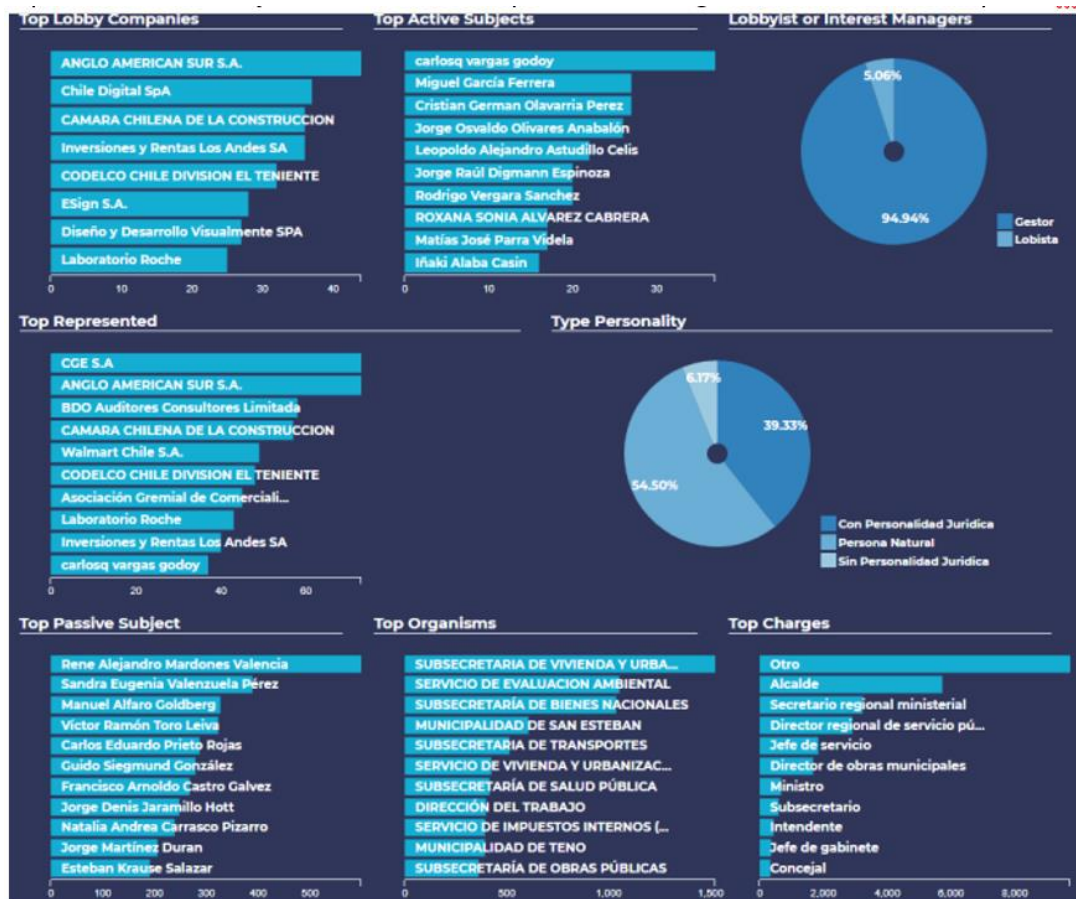 Top Lobby Companies
ANGLO AMERICAN SUR S.A.
Chile Digital SpA
CAMARA CHILENA DE LA CONSTRUCCION
Inversiones y Rentas Los Andes SA
CODELCO CHILE DIVISION EL TENIENTE
ESign S.A.
Diseño y Desarrollo Visualmente SPA
Laboratorio Roche
0 10 20 30 40
Top Active Subjects
carlosq vargas godoy
Miguel García Ferrera
Cristian German Olavarria Perez
Jorge Osvaldo Olivares Anabalón
Leopoldo Alejandro Astudillo Celis
Jorge Raúl Digmann Espinoza
Rodrigo Vergara Sanchez
ROXANA SONIA ALVAREZ CABRERA
Matías José Parra Videla
Iñaki Alaba Casin
0 10 20 30
Lobbyist or Interest Managers
5.06%
94.94%
Gestor
Lobista
Top Represented
CGE S.A
ANGLO AMERICAN SUR S.A.
BDO Auditores Consultores Limitada
CAMARA CHILENA DE LA CONSTRUCCION
Walmart Chile S.A.
CODELCO CHILE DIVISION EL TENIENTE
Asociación Gremial de Comerciali...
Laboratorio Roche
Inversiones y Rentas Los Andes SA
carlosq vargas godoy
0 20 40 60
Type Personality
6.17%
39.33%
54.50%
Con Personalidad Juridica
Persona Natural
Sin Personalidad Juridica
Top Passive Subject
Rene Alejandro Mardones Valencia
Sandra Eugenia Valenzuela Pérez
Manuel Alfaro Goldberg
Víctor Ramón Toro Leiva
Carlos Eduardo Prieto Rojas
Guido Siegmund González
Francisco Arnoldo Castro Galvez
Jorge Denis Jaramillo Hott
Natalia Andrea Carrasco Pizarro
Jorge Martínez Duran
Esteban Krause Salazar
0 100 200 300 400 500
Top Organisms
SUBSECRETARIA DE VIVIENDA Y URBA...
SERVICIO DE EVALUACION AMBIENTAL
SUBSECRETARÍA DE BIENES NACIONALES
MUNICIPALIDAD DE SAN ESTEBAN
SUBSECRETARIA DE TRANSPORTES
SERVICIO DE VIVIENDA Y URBANIZAC...
SUBSECRETARÍA DE SALUD PÚBLICA
DIRECCIÓN DEL TRABAJO
SERVICIO DE IMPUESTOS INTERNOS (...
MUNICIPALIDAD DE TENO
SUBSECRETARÍA DE OBRAS PÚBLICAS
0 500 1,000 1,500
Top Charges
Otro
Alcalde
Secretario regional ministerial
Director regional de servicio pú...
Jefe de servicio
Director de obras municipales
Ministro
Subsecretario
Intendente
Jefe de gabinete
Concejal
0 2,000 4,000 6,000 8,000